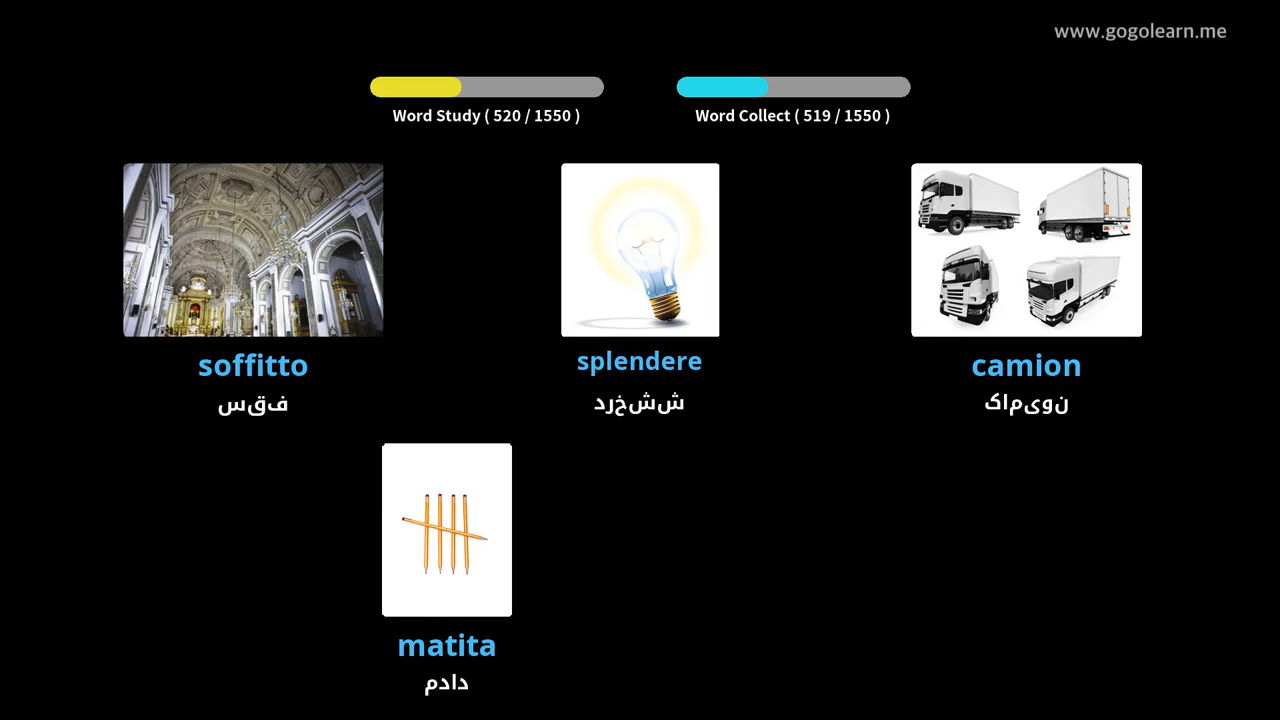 www.gogolearn.me
Word Study ( 520 / 1550 )
Word Collect ( 519 / 1550 )
soffitto
فقس
splendere
ششخرد
camion
نویماک
matita
دادم